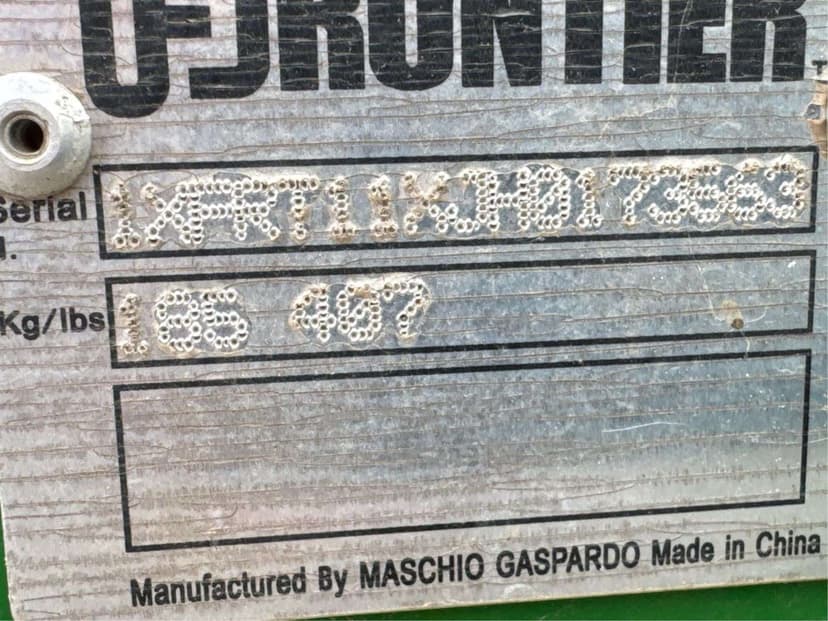 FRONTIER
Serial 1XFRT11XJH0173663
Kg/lbs 185 407
Manufactured By MASCHIO GASPARDO Made in China